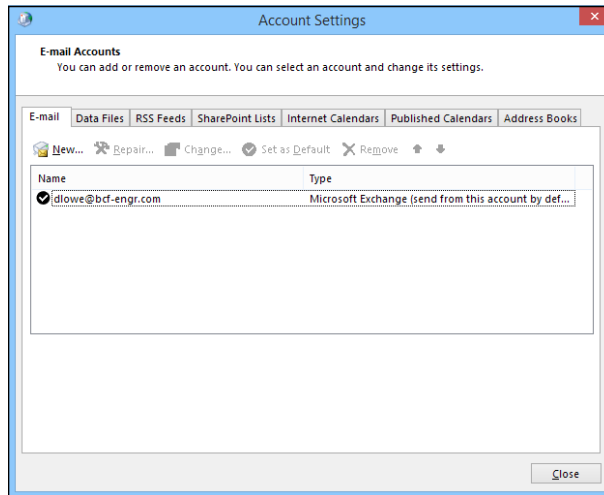 Account Settings
E-mail Accounts
You can add or remove an account. You can select an account and change its settings.
E-mail Data Files RSS Feeds SharePoint Lists Internet Calendars Published Calendars Address Books
New... Repair... Change... Set as Default Remove
Name Type
dlowe@bcf-engr.com Microsoft Exchange (send from this account by def...
Close